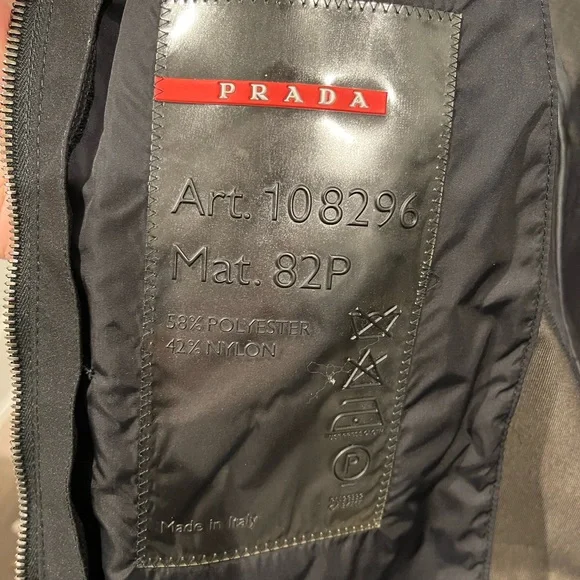 PRADA
Art. 108296
Mat. 82P
58% POLYESTER
42% NYLON
P
Made in Italy